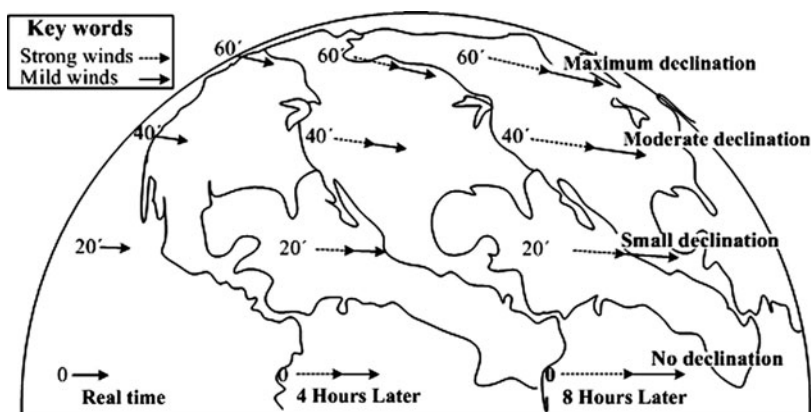 Key words
Strong winds
Mild winds
60′ 60′ 60′ Maximum declination
40′ 40′ 40′ Moderate declination
20′ 20′ 20′ Small declination
0 0 0 No declination
Real time 4 Hours Later 8 Hours Later